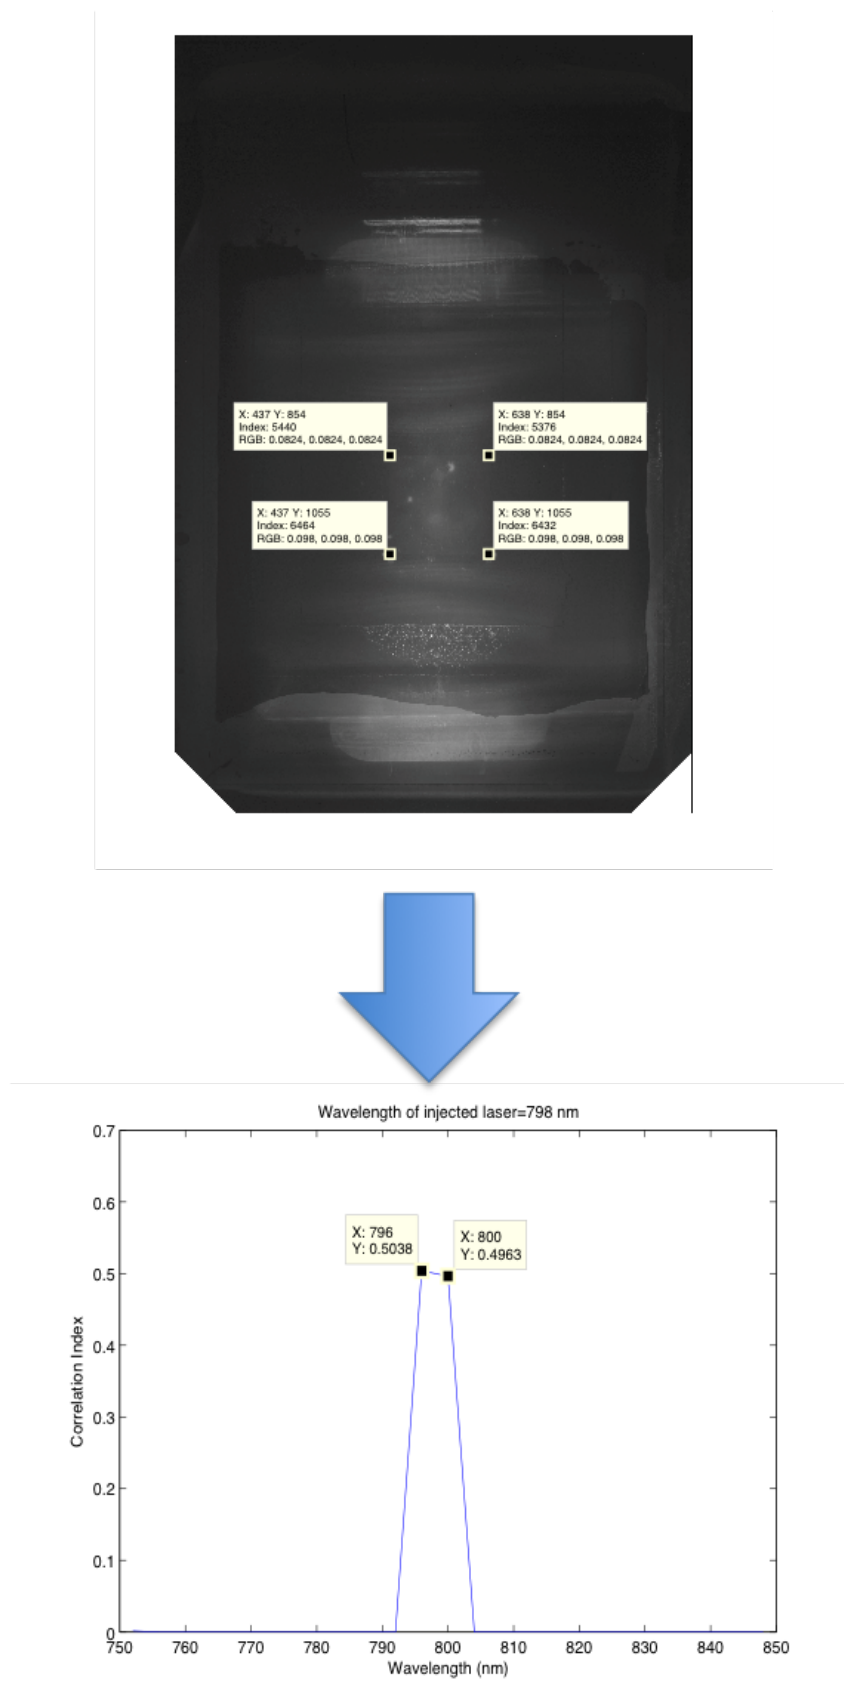 X: 437 Y: 854
Index: 5440
RGB: 0.0824, 0.0824, 0.0824
X: 638 Y: 854
Index: 5376
RGB: 0.0824, 0.0824, 0.0824
X: 437 Y: 1055
Index: 6464
RGB: 0.098, 0.098, 0.098
X: 638 Y: 1055
Index: 6432
RGB: 0.098, 0.098, 0.098
Wavelength of injected laser=798 nm
0.7
0.6
0.5
0.4
0.3
0.2
0.1
0
X: 796
Y: 0.5038
X: 800
Y: 0.4963
Correlation Index
750 760 770 780 790 800 810 820 830 840 850
Wavelength (nm)